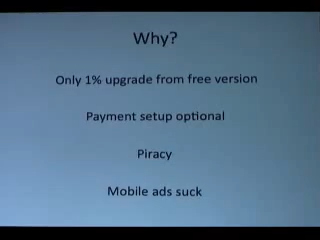 Why?
Only 1% upgrade from free version
Payment setup optional
Piracy
Mobile ads suck